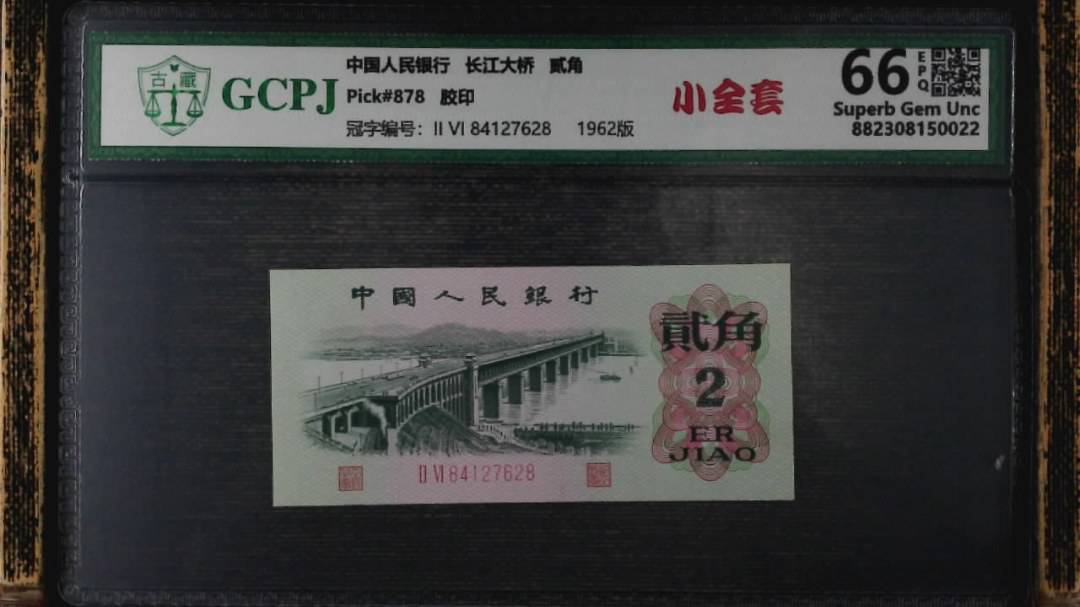 古 藏
GCPJ
中国人民银行 长江大桥 贰角
Pick#878 胶印
冠字编号： II VI 84127628 1962版
小全套
66
EPQ
Superb Gem Unc
882308150022
中國人民銀行
貳角
2
ER
JIAO
II VI 84127628